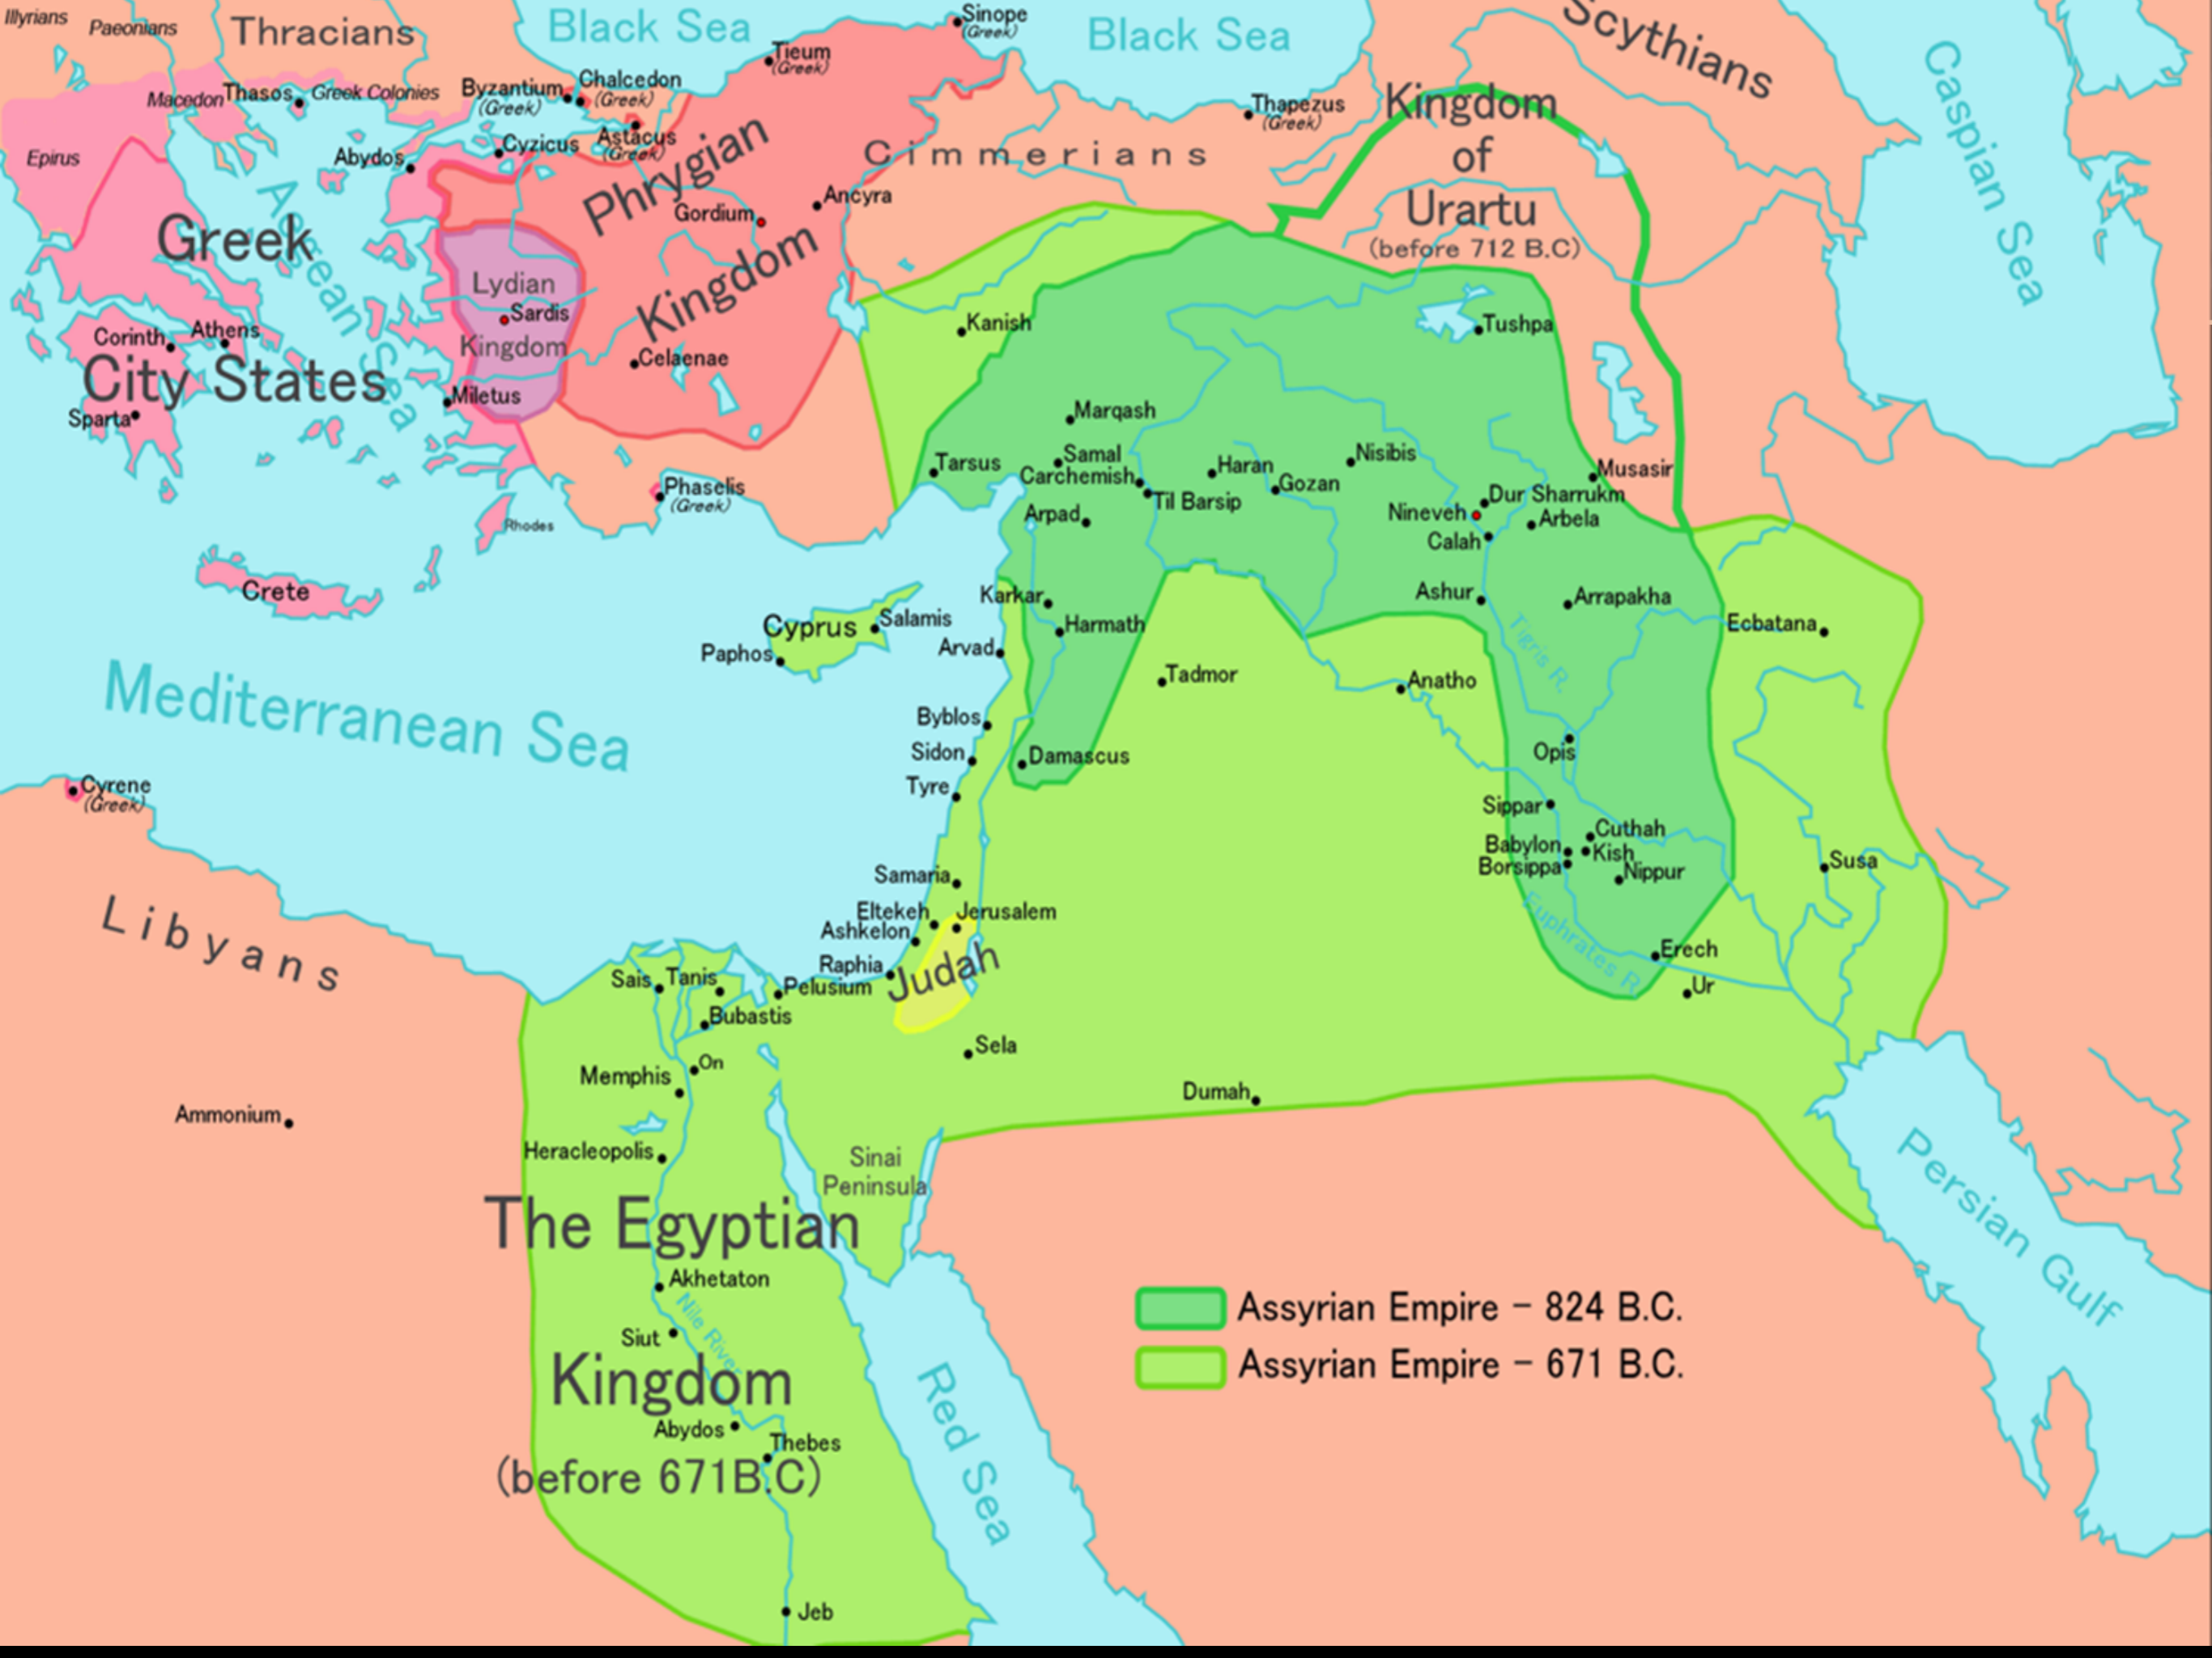 Illyrians
Paeonians
Thracians
Black Sea
Sinope
(Greek)
Black Sea
Scythians
Caspian Sea
Tieum
(Greek)
Macedon
Thasos
Greek Colonies
Byzantium
(Greek)
Chalcedon
(Greek)
Astacus
(Greek)
Cyzicus
Abydos
Epirus
Aegean Sea
Greek
City States
Corinth
Athens
Sparta
Phrygian
Kingdom
Gordium
Ancyra
Cimmerians
Thapezus
(Greek)
Kingdom
of
Urartu
(before 712 B.C)
Lydian
Sardis
Kingdom
Miletus
Celaenae
Kanish
Tushpa
Marqash
Tarsus
Samal
Carchemish
Til Barsip
Haran
Gozan
Nisibis
Musasir
Dur Sharrukm
Nineveh
Arbela
Calah
Arpad
Phaselis
(Greek)
Rhodes
Crete
Cyprus
Salamis
Paphos
Karkar
Harmath
Arvad
Ashur
Arrapakha
Ecbatana
Tigris R.
Tadmor
Anatho
Mediterranean Sea
Byblos
Sidon
Damascus
Tyre
Opis
Cyrene
(Greek)
Sippar
Cuthah
Babylon
Kish
Borsippa
Nippur
Susa
Samaria
Eltekeh
Jerusalem
Ashkelon
Raphia
Judah
Euphrates R.
Erech
Ur
Libyans
Sais
Tanis
Pelusium
Bubastis
Sela
On
Memphis
Dumah
Ammonium
Heracleopolis
Sinai
Peninsula
Persian Gulf
The Egyptian
Kingdom
(before 671B.C)
Akhetaton
Nile River
Siut
Abydos
Thebes
Jeb
Red Sea
Assyrian Empire - 824 B.C.
Assyrian Empire - 671 B.C.